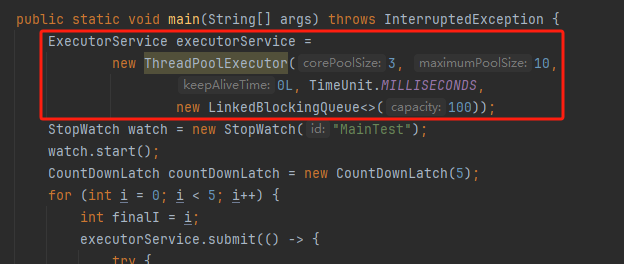 public static void main(String[] args) throws InterruptedException {
ExecutorService executorService =
new ThreadPoolExecutor( corePoolSize: 3, maximumPoolSize: 10,
keepAliveTime: 0L, TimeUnit.MILLISECONDS,
new LinkedBlockingQueue<>( capacity: 100));
StopWatch watch = new StopWatch( id: "MainTest");
watch.start();
CountDownLatch countDownLatch = new CountDownLatch(5);
for (int i = 0; i < 5; i++) {
int finalI = i;
executorService.submit(() -> {
try {